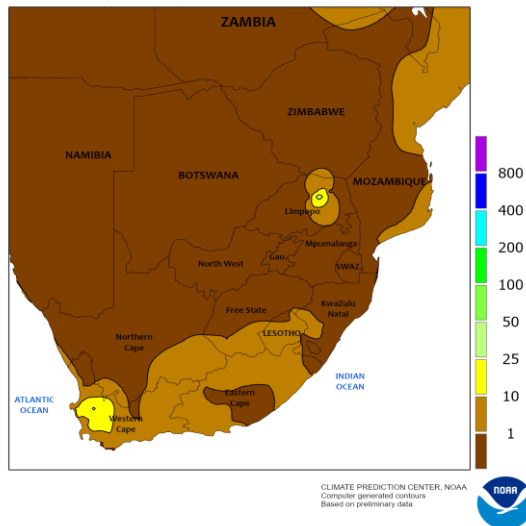 ZAMBIA
ZIMBABWE
NAMIBIA
BOTSWANA
MOZAMBIQUE
Limpopo
Mpumalanga
North West
Gau.
SWAZ.
Free State
KwaZulu
Natal
LESOTHO
Northern
Cape
INDIAN
OCEAN
ATLANTIC
OCEAN
Eastern
Cape
Western
Cape
800
400
200
100
50
25
10
1
CLIMATE PREDICTION CENTER, NOAA
Computer generated contours
Based on preliminary data
NOAA